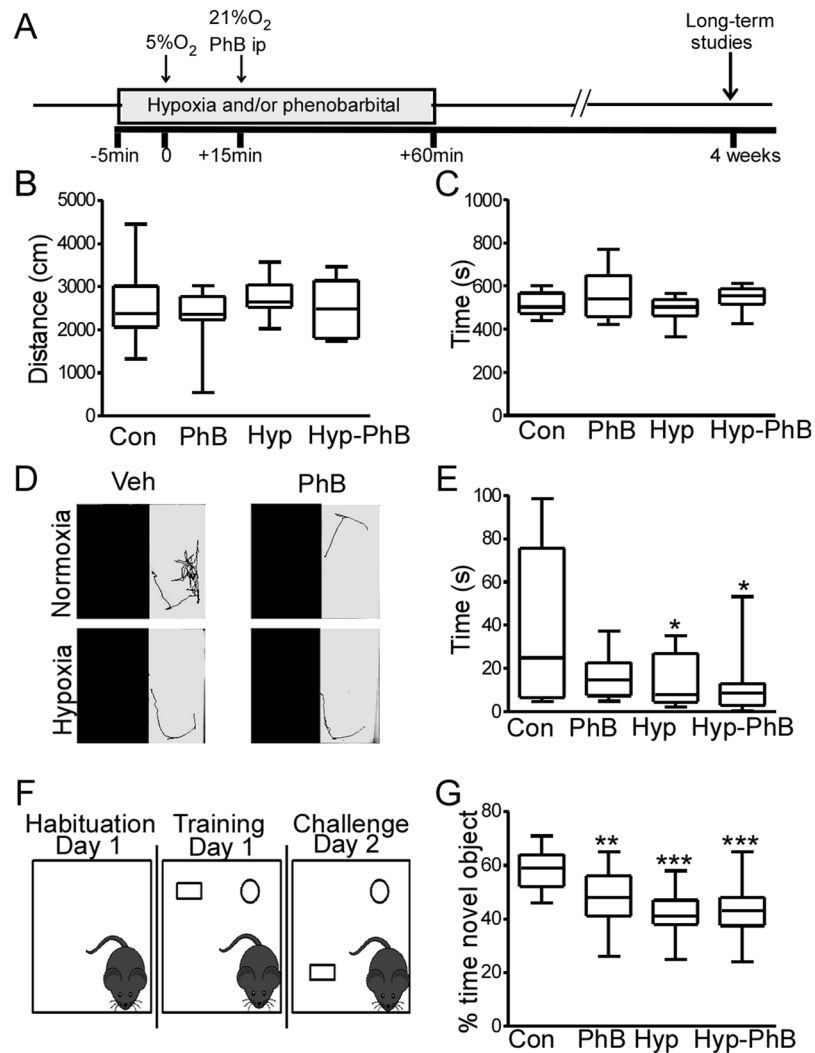 A
5%O2
21%O2
PhB ip
Long-term
studies
Hypoxia and/or phenobarbital
-5min 0 +15min +60min 4 weeks
B
Distance (cm)
5000
4000
3000
2000
1000
0
Con PhB Hyp Hyp-PhB
C
Time (s)
1000
800
600
400
200
0
Con PhB Hyp Hyp-PhB
D
Veh PhB
Normoxia
Hypoxia
E
Time (s)
100
80
60
40
20
0
* *
Con PhB Hyp Hyp-PhB
F
Habituation
Day 1
Training
Day 1
Challenge
Day 2
G
% time novel object
80
60
40
20
0
** *** ***
Con PhB Hyp Hyp-PhB